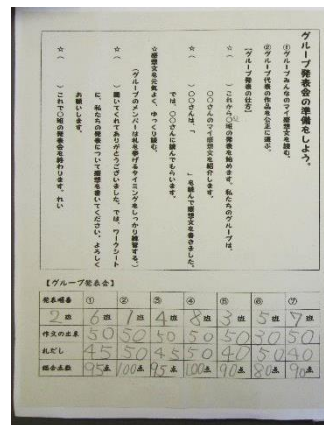 グループ発表会の準備をしよう。
①グループみんなのマイ感想文を読む。
②グループ代表の作品を公正に選ぶ。
【グループ発表の仕方】
☆（　　）これから○班の発表を始めます。私たちのグループは、
○○さんのマイ感想文を紹介します。
☆（　　）○○さんは、「　　　　」を読んで感想文を書きました。
では、○○さんに読んでもらいます。
☆感想文を元気よく、ゆっくり読む。
（グループのメンバーは札を挙げるタイミングをしっかり練習する。）
☆（　　）聞いてくれてありがとうございました。では、ワークシート
に、私たちの発表について感想を書いてください。よろしく
お願いします。
☆（　　）これで○班の発表会を終わります。れい
【グループ発表会】
発表順番 ① ② ③ ④ ⑤ ⑥ ⑦
2班 6班 1班 4班 8班 3班 5班 7班
作文の出来 50 50 50 50 50 30 50
札だし 45 50 45 50 40 50 40
総合点数 95点 100点 95点 100点 90点 80点 90点